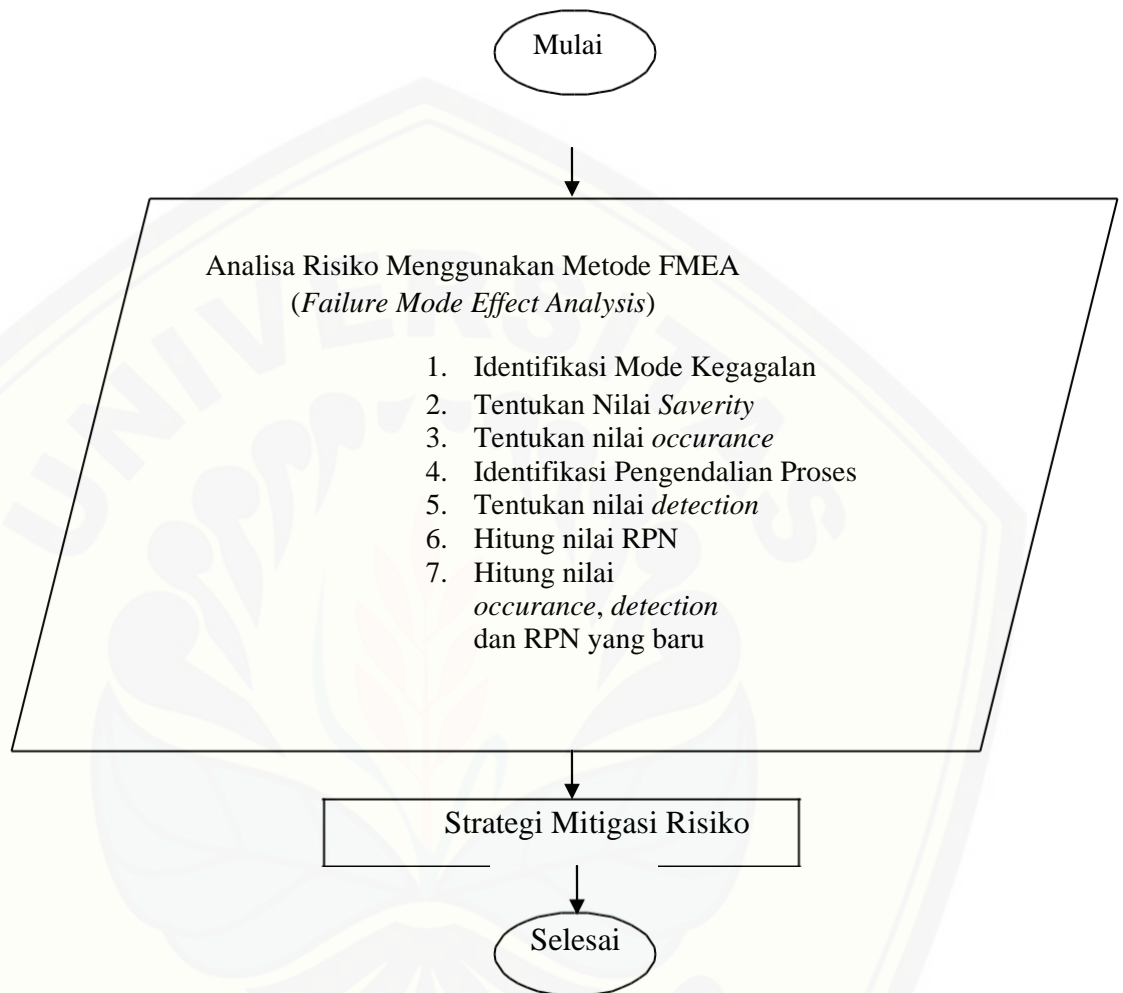 Mulai
UNIVERSITAS
Analisa Risiko Menggunakan Metode FMEA
(Failure Mode Effect Analysis)
1. Identifikasi Mode Kegagalan
2. Tentukan Nilai Saverity
3. Tentukan nilai occurance
4. Identifikasi Pengendalian Proses
5. Tentukan nilai detection
6. Hitung nilai RPN
7. Hitung nilai
occurance, detection
dan RPN yang baru
Strategi Mitigasi Risiko
Selesai